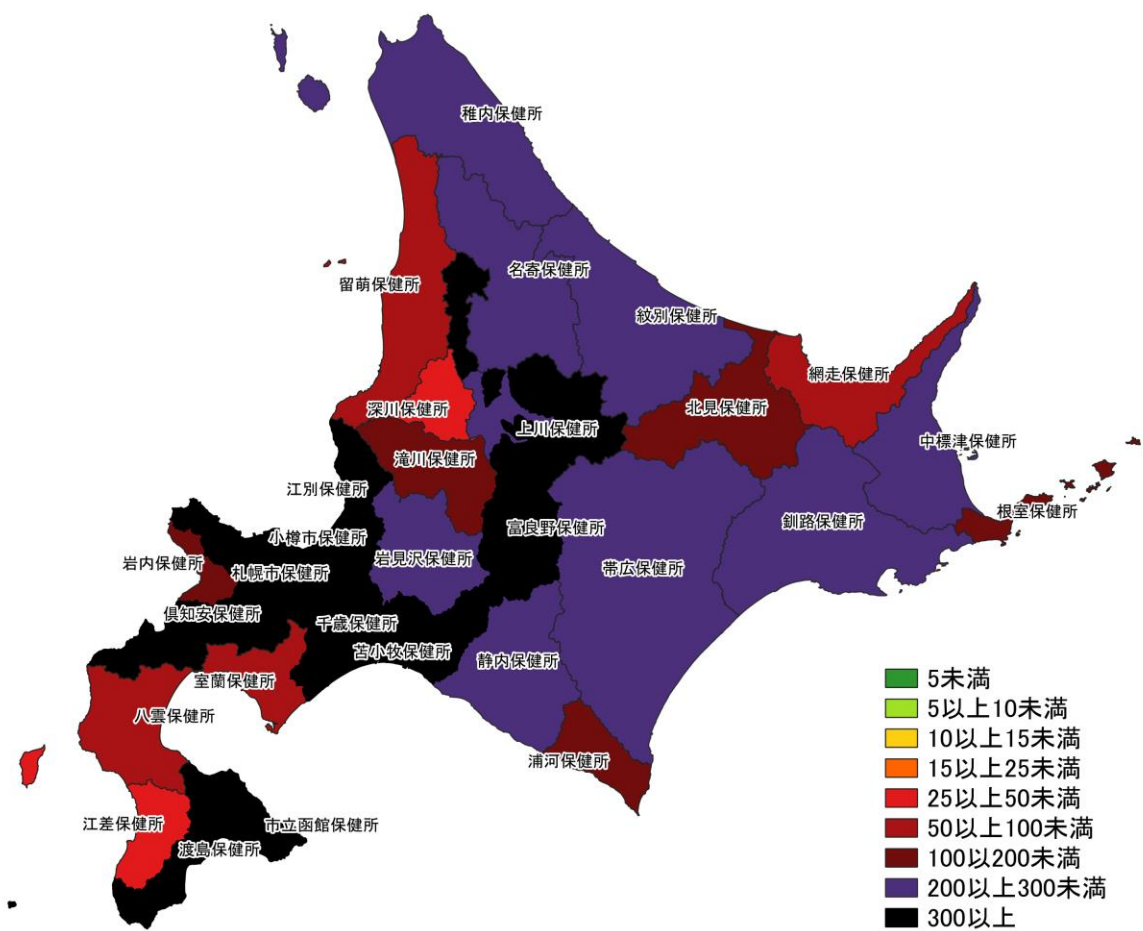 稚内保健所
名寄保健所
留萌保健所
紋別保健所
網走保健所
北見保健所
深川保健所
上川保健所
中標津保健所
滝川保健所
江別保健所
根室保健所
釧路保健所
富良野保健所
小樽市保健所
岩見沢保健所
岩内保健所
帯広保健所
札幌市保健所
倶知安保健所
千歳保健所
苫小牧保健所
静内保健所
室蘭保健所
八雲保健所
浦河保健所
江差保健所
市立函館保健所
渡島保健所
5未満
5以上10未満
10以上15未満
15以上25未満
25以上50未満
50以上100未満
100以200未満
200以上300未満
300以上